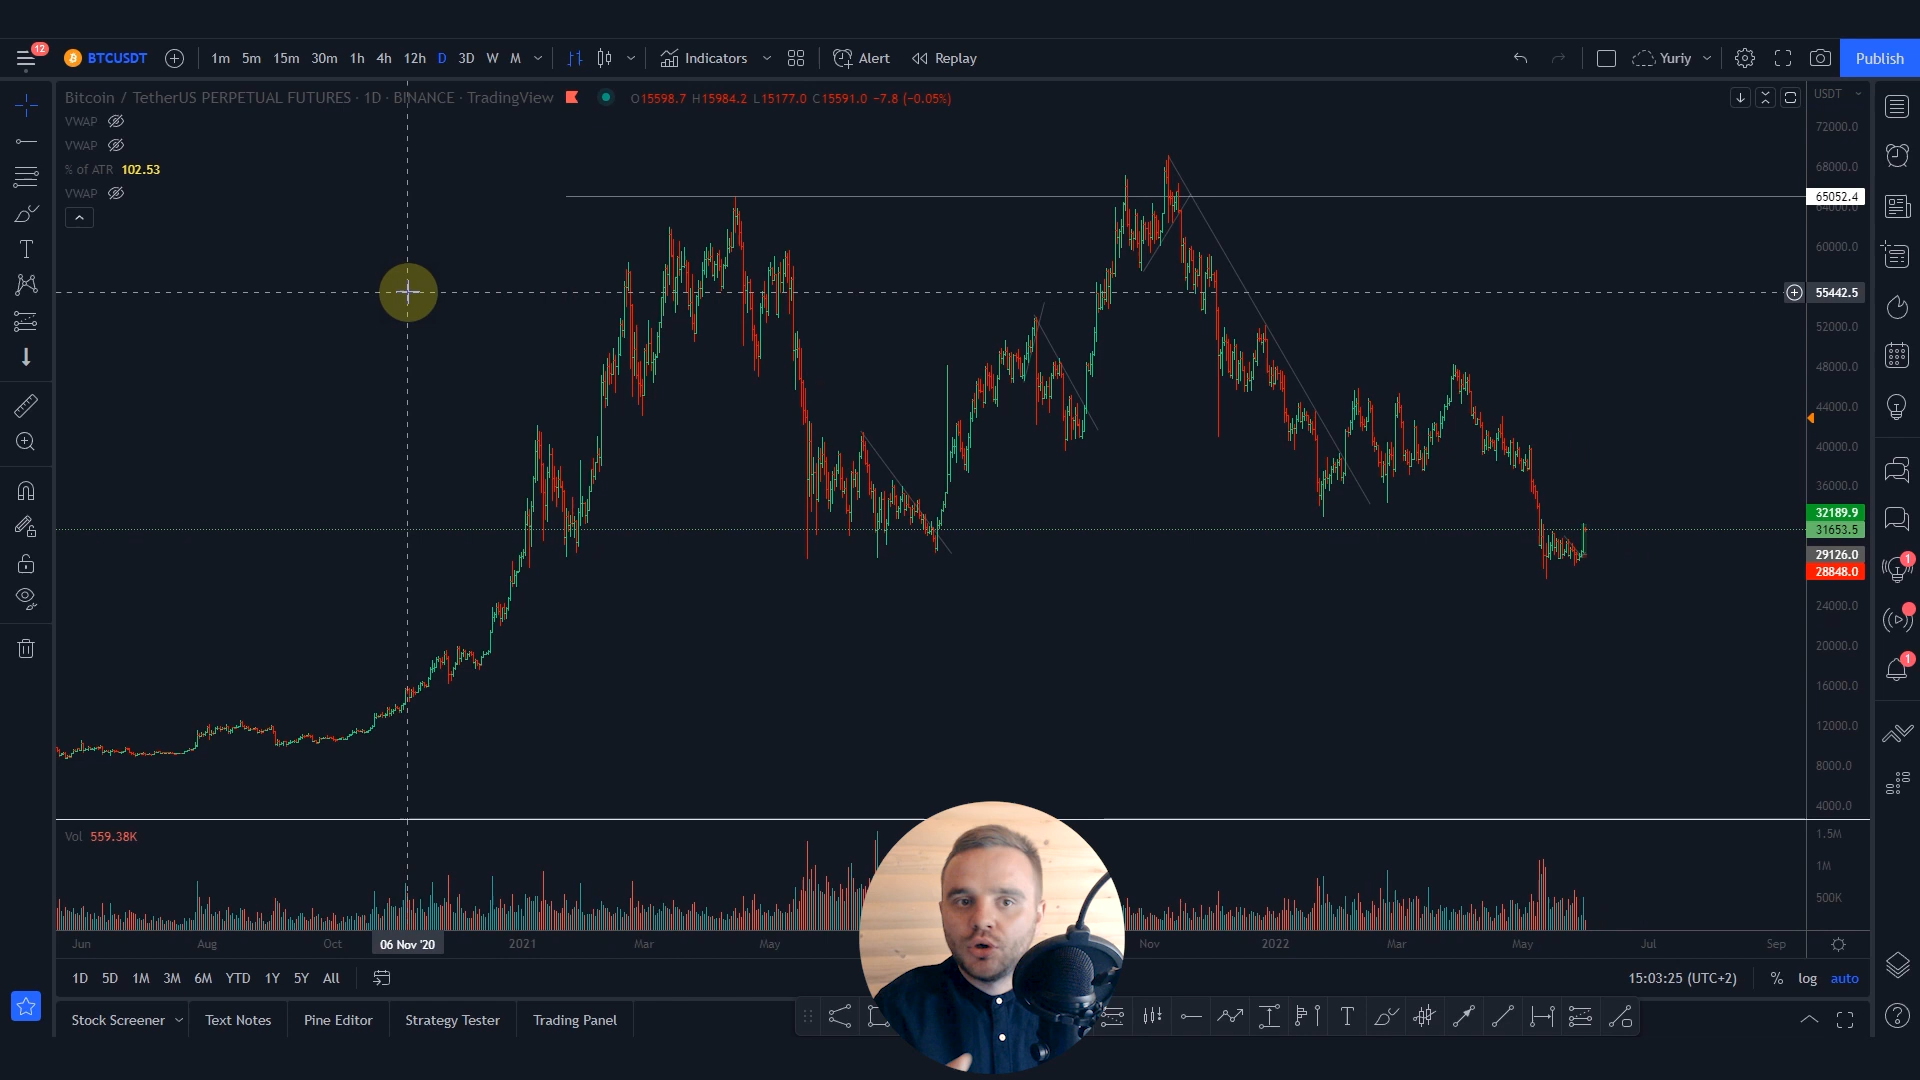 12
BTCUSDT 1m 5m 15m 30m 1h 4h 12h D 3D W M Indicators Alert Replay Yuriy Publish
Bitcoin / TetherUS PERPETUAL FUTURES · 1D · BINANCE · TradingView O15598.7 H15984.2 L15177.0 C15591.0 −7.8 (−0.05%) USDT
VWAP
VWAP
% of ATR 102.53
VWAP
72000.0
68000.0
65052.4
64000.0
60000.0
55442.5
52000.0
48000.0
44000.0
40000.0
36000.0
32189.9
31653.5
29126.0
28848.0
24000.0
20000.0
16000.0
12000.0
8000.0
4000.0
1
1
Vol 559.38K
1.5M
1M
500K
Jun Aug Oct 06 Nov '20 2021 Mar May Nov 2022 Mar May Jul Sep
1D 5D 1M 3M 6M YTD 1Y 5Y All 15:03:25 (UTC+2) % log auto
Stock Screener Text Notes Pine Editor Strategy Tester Trading Panel
T